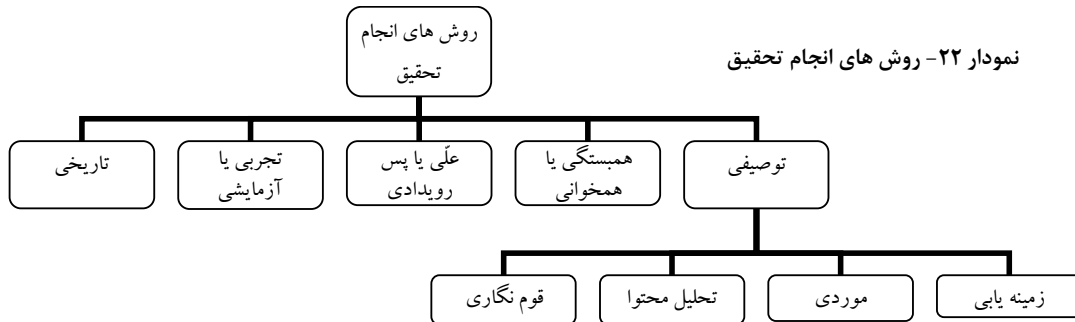 نمودار ۲۲- روش های انجام تحقیق
روش های انجام
تحقیق
توصیفی
همبستگی یا
همخوانی
علّی یا پس
رویدادی
تجربی یا
آزمایشی
تاریخی
زمینه یابی
موردی
تحلیل محتوا
قوم نگاری